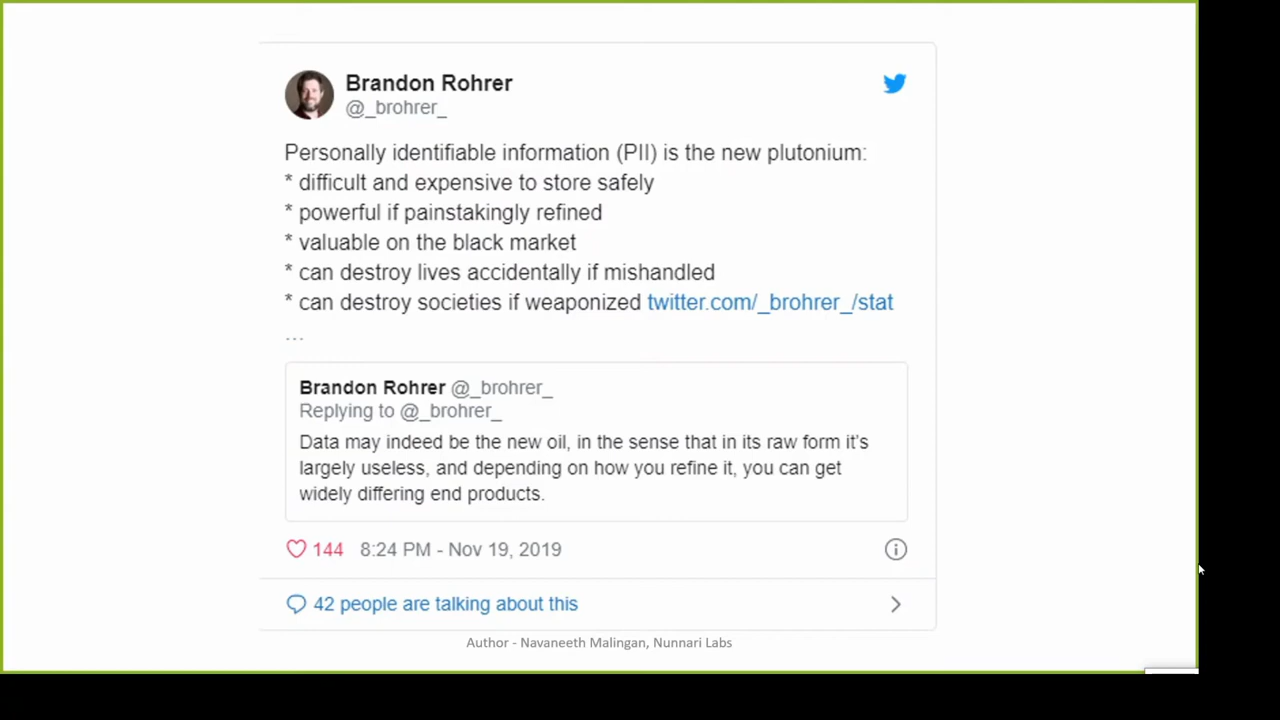 Brandon Rohrer
@_brohrer_
Personally identifiable information (PII) is the new plutonium:
* difficult and expensive to store safely
* powerful if painstakingly refined
* valuable on the black market
* can destroy lives accidentally if mishandled
* can destroy societies if weaponized twitter.com/_brohrer_/stat
…
Brandon Rohrer @_brohrer_
Replying to @_brohrer_
Data may indeed be the new oil, in the sense that in its raw form it's
largely useless, and depending on how you refine it, you can get
widely differing end products.
144 8:24 PM - Nov 19, 2019
42 people are talking about this
Author - Navaneeth Malingan, Nunnari Labs